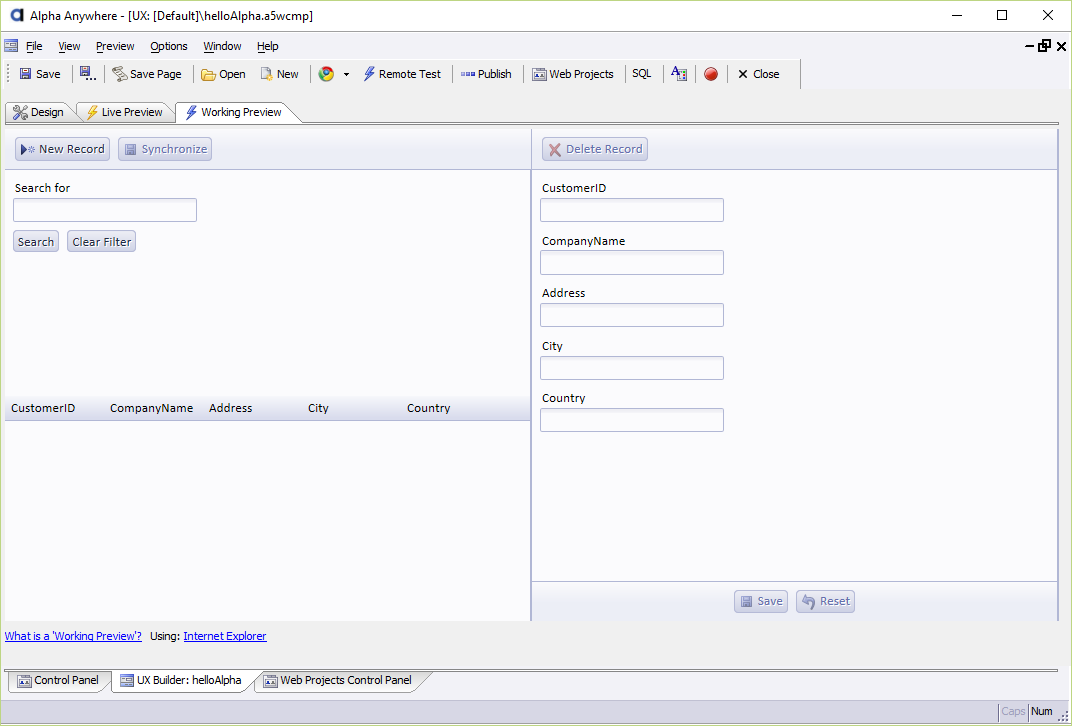 Alpha Anywhere - [UX: [Default]\helloAlpha.a5wcmp]
File View Preview Options Window Help
Save ... Save Page Open New Remote Test Publish Web Projects SQL A Close
Design Live Preview Working Preview
New Record Synchronize Delete Record
Search for
CustomerID
Search Clear Filter
CompanyName
Address
City
Country
CustomerID CompanyName Address City Country
Save Reset
What is a 'Working Preview'? Using: Internet Explorer
Control Panel UX Builder: helloAlpha Web Projects Control Panel
Caps Num